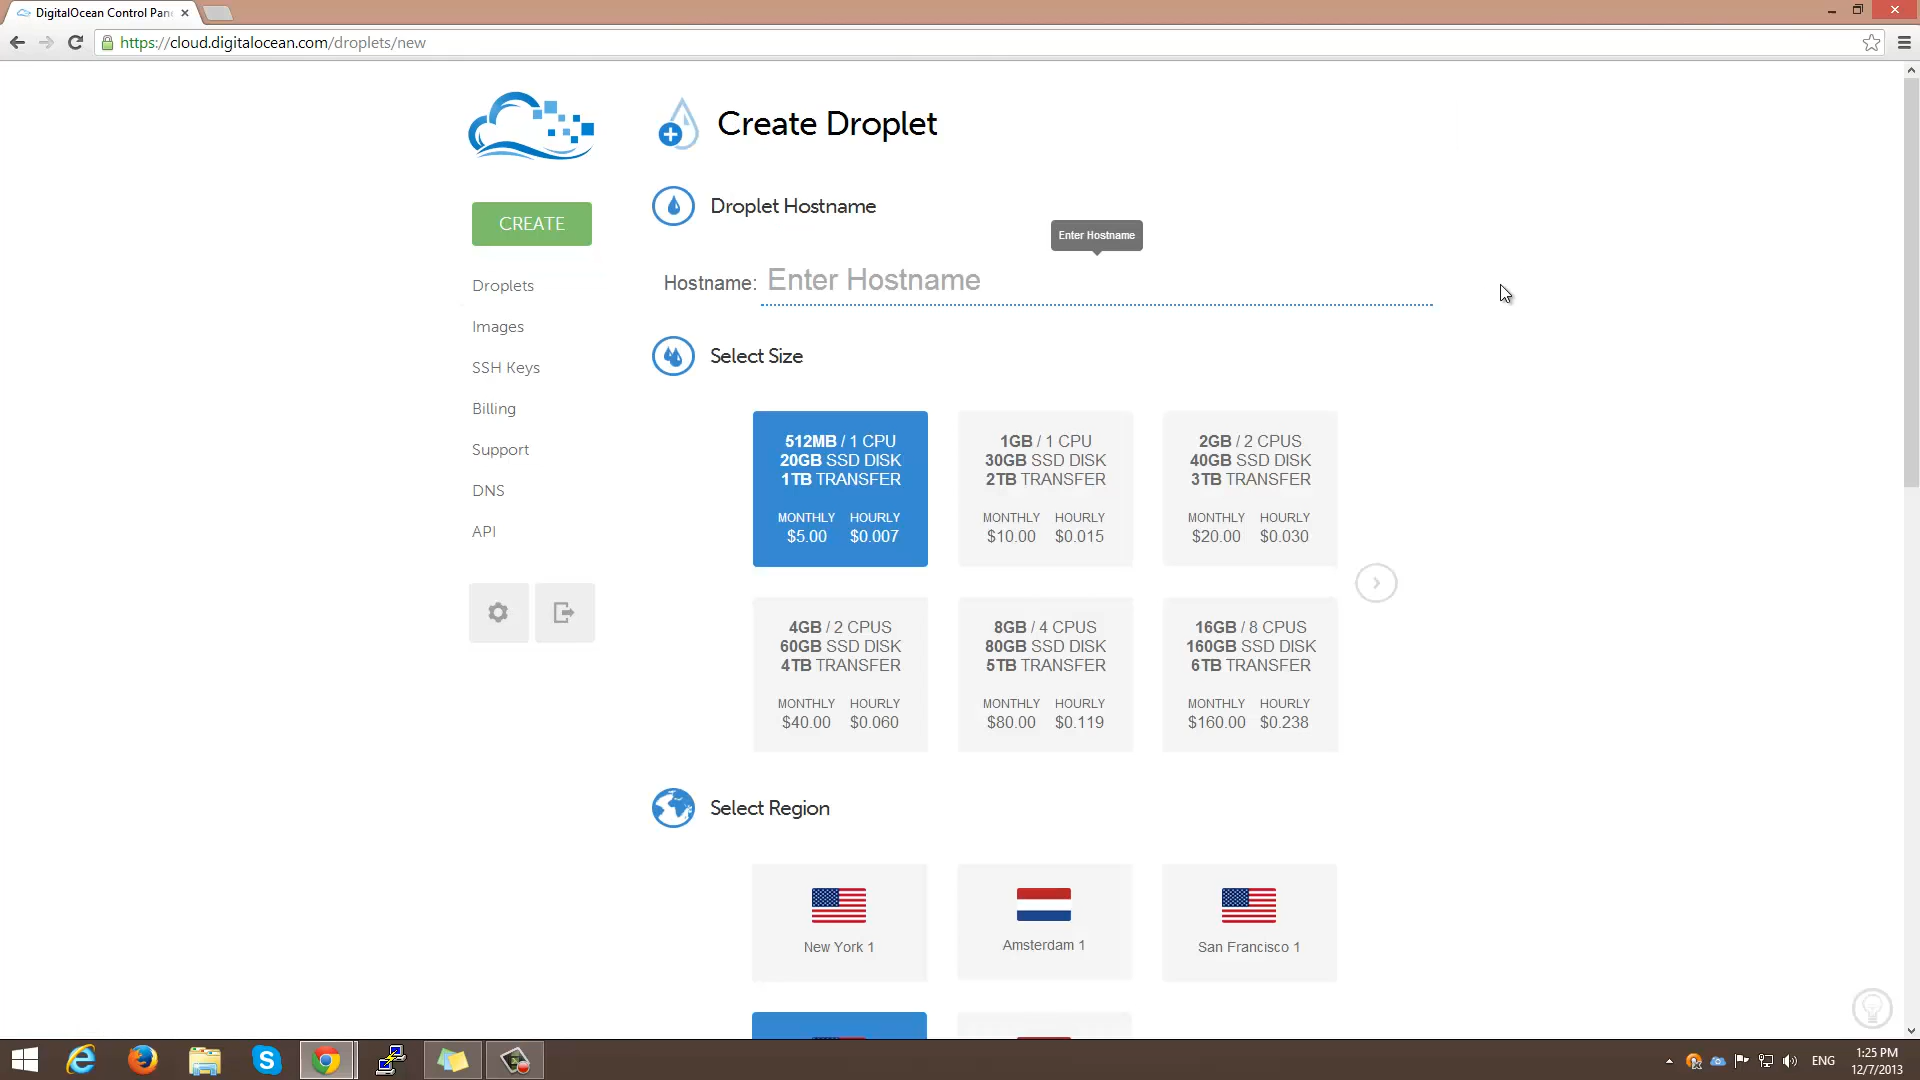 DigitalOcean Control Pan
https://cloud.digitalocean.com/droplets/new
Create Droplet
CREATE
Droplets
Images
SSH Keys
Billing
Support
DNS
API
Droplet Hostname
Enter Hostname
Hostname: Enter Hostname
Select Size
512MB / 1 CPU
20GB SSD DISK
1TB TRANSFER
MONTHLY HOURLY
$5.00 $0.007
1GB / 1 CPU
30GB SSD DISK
2TB TRANSFER
MONTHLY HOURLY
$10.00 $0.015
2GB / 2 CPUS
40GB SSD DISK
3TB TRANSFER
MONTHLY HOURLY
$20.00 $0.030
4GB / 2 CPUS
60GB SSD DISK
4TB TRANSFER
MONTHLY HOURLY
$40.00 $0.060
8GB / 4 CPUS
80GB SSD DISK
5TB TRANSFER
MONTHLY HOURLY
$80.00 $0.119
16GB / 8 CPUS
160GB SSD DISK
6TB TRANSFER
MONTHLY HOURLY
$160.00 $0.238
Select Region
New York 1
Amsterdam 1
San Francisco 1
ENG
1:25 PM
12/7/2013